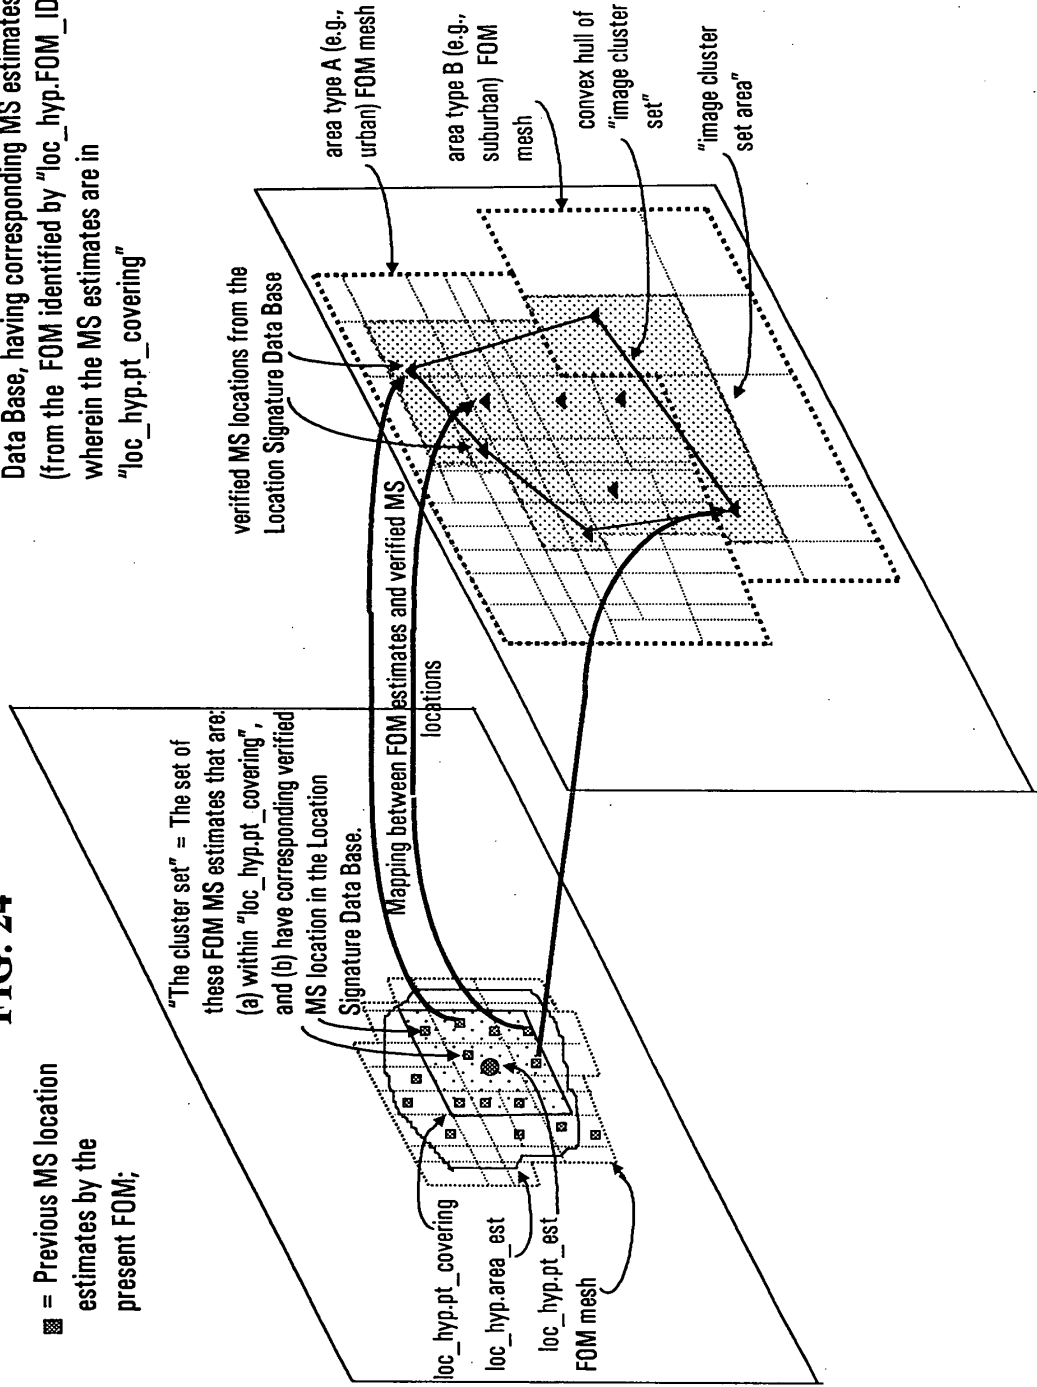 FIG. 24
▩ = Previous MS location
estimates by the
present FOM;
Data Base, having corresponding MS estimates
(from the FOM identified by "loc_hyp.FOM_ID
wherein the MS estimates are in
"loc_hyp.pt_covering"
"The cluster set" = The set of
these FOM MS estimates that are:
(a) within "loc_hyp.pt_covering",
and (b) have corresponding verified
MS location in the Location
Signature Data Base.
Mapping between FOM estimates and verified MS
locations
verified MS locations from the
Location Signature Data Base
area type A (e.g.,
urban) FOM mesh
area type B (e.g.,
suburban) FOM
mesh
convex hull of
"image cluster
set"
"image cluster
set area"
loc_hyp.pt_covering
loc_hyp.area_est
loc_hyp.pt_est
FOM mesh